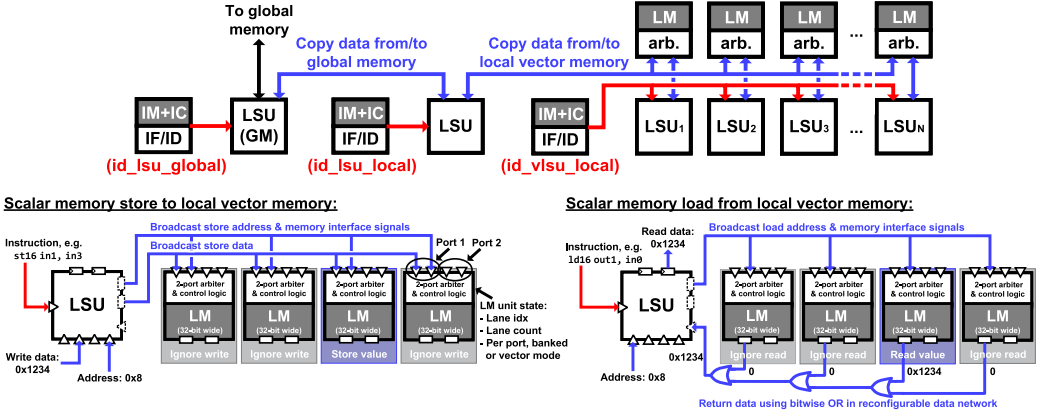 To global
memory
Copy data from/to
global memory
Copy data from/to
local vector memory
LM
arb.
LM
arb.
LM
arb.
...
LM
arb.
IM+IC
IF/ID
(id_lsu_global)
LSU
(GM)
IM+IC
IF/ID
(id_lsu_local)
LSU
IM+IC
IF/ID
(id_vlsu_local)
LSU1
LSU2
LSU3
...
LSUN
Scalar memory store to local vector memory:
Instruction, e.g.
st16 in1, in3
LSU
Write data:
0x1234
Address: 0x8
Broadcast store address & memory interface signals
Broadcast store data
Port 1
Port 2
2-port arbiter
& control logic
LM
(32-bit wide)
Ignore write
2-port arbiter
& control logic
LM
(32-bit wide)
Ignore write
2-port arbiter
& control logic
LM
(32-bit wide)
Store value
2-port arbiter
& control logic
LM
(32-bit wide)
Ignore write
LM unit state:
- Lane idx
- Lane count
- Per port, banked
or vector mode
Scalar memory load from local vector memory:
Instruction, e.g.
ld16 out1, in0
Read data:
0x1234
LSU
Address: 0x8
0x1234
Broadcast load address & memory interface signals
2-port arbiter
& control logic
LM
(32-bit wide)
Ignore read
0
2-port arbiter
& control logic
LM
(32-bit wide)
Ignore read
0
2-port arbiter
& control logic
LM
(32-bit wide)
Read value
0x1234
2-port arbiter
& control logic
LM
(32-bit wide)
Ignore read
0
Return data using bitwise OR in reconfigurable data network